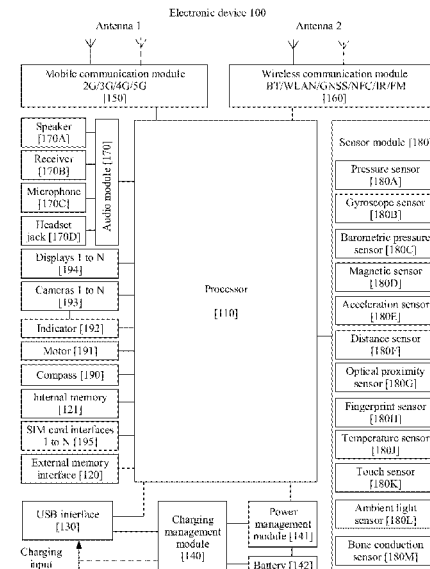 Electronic device 100
Antenna 1
Antenna 2
Mobile communication module
2G/3G/4G/5G
[150]
Wireless communication module
BT/WLAN/GNSS/NFC/IR/FM
[160]
Speaker
[170A]
Receiver
[170B]
Microphone
[170C]
Headset
jack [170D]
Audio module [170]
Displays 1 to N
[194]
Cameras 1 to N
[193]
Indicator [192]
Motor [191]
Compass [190]
Internal memory
[121]
SIM card interfaces
1 to N [195]
External memory
interface [120]
Processor
[110]
Sensor module [180]
Pressure sensor
[180A]
Gyroscope sensor
[180B]
Barometric pressure
sensor [180C]
Magnetic sensor
[180D]
Acceleration sensor
[180E]
Distance sensor
[180F]
Optical proximity
sensor [180G]
Fingerprint sensor
[180H]
Temperature sensor
[180J]
Touch sensor
[180K]
Ambient light
sensor [180L]
Bone conduction
sensor [180M]
USB interface
[130]
Charging
input
Charging
management
module
[140]
Power
management
module [141]
Battery [142]